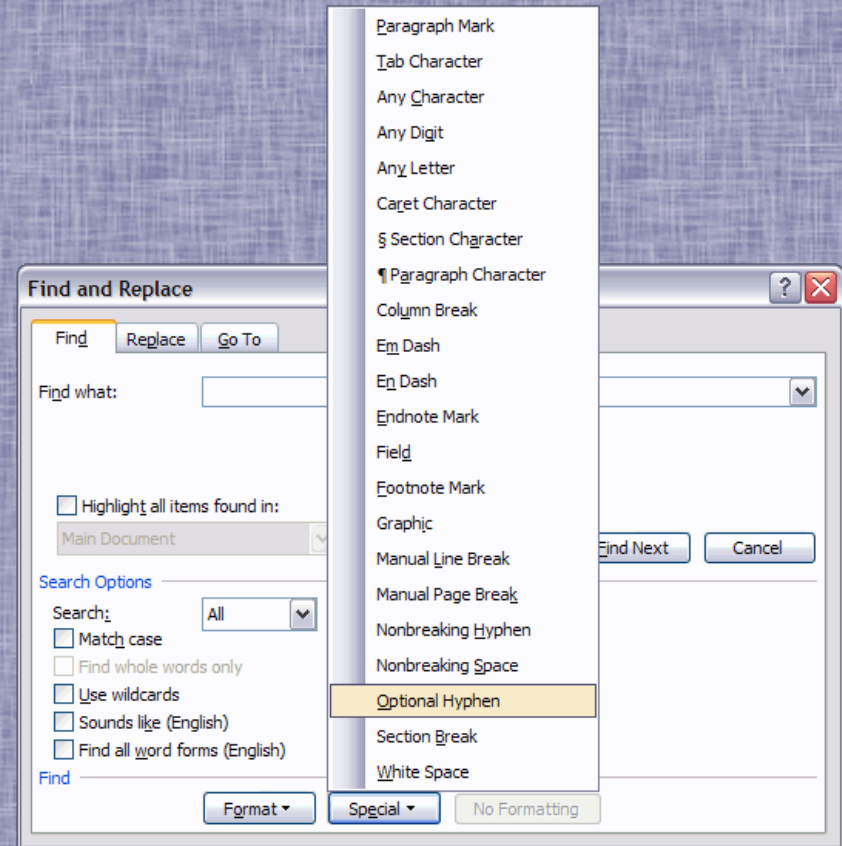 Paragraph Mark
Tab Character
Any Character
Any Digit
Any Letter
Caret Character
§ Section Character
¶ Paragraph Character
Column Break
Em Dash
En Dash
Endnote Mark
Field
Footnote Mark
Graphic
Manual Line Break
Manual Page Break
Nonbreaking Hyphen
Nonbreaking Space
Optional Hyphen
Section Break
White Space
Find and Replace
?
Find Replace Go To
Find what:
Highlight all items found in:
Main Document
Find Next Cancel
Search Options
Search: All
Match case
Find whole words only
Use wildcards
Sounds like (English)
Find all word forms (English)
Find
Format Special No Formatting